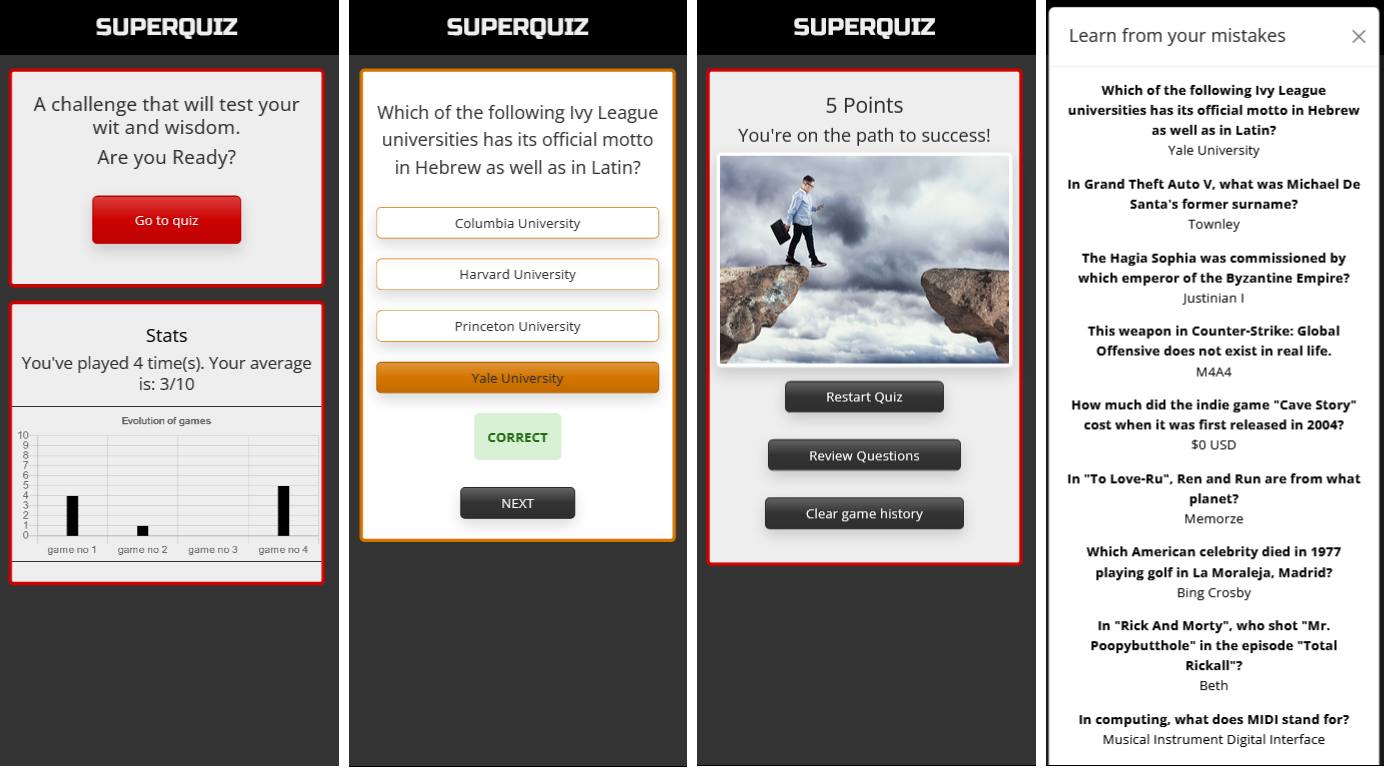 SUPERQUIZ
A challenge that will test your
wit and wisdom.
Are you Ready?
Go to quiz
Stats
You've played 4 time(s). Your average
is: 3/10
Evolution of games
10
9
8
7
6
5
4
3
2
1
0
game no 1
game no 2
game no 3
game no 4
SUPERQUIZ
Which of the following Ivy League
universities has its official motto
in Hebrew as well as in Latin?
Columbia University
Harvard University
Princeton University
Yale University
CORRECT
NEXT
SUPERQUIZ
5 Points
You're on the path to success!
Restart Quiz
Review Questions
Clear game history
Learn from your mistakes
Which of the following Ivy League
universities has its official motto in Hebrew
as well as in Latin?
Yale University
In Grand Theft Auto V, what was Michael De
Santa's former surname?
Townley
The Hagia Sophia was commissioned by
which emperor of the Byzantine Empire?
Justinian I
This weapon in Counter-Strike: Global
Offensive does not exist in real life.
M4A4
How much did the indie game "Cave Story"
cost when it was first released in 2004?
$0 USD
In "To Love-Ru", Ren and Run are from what
planet?
Memorze
Which American celebrity died in 1977
playing golf in La Moraleja, Madrid?
Bing Crosby
In "Rick And Morty", who shot "Mr.
Poopybutthole" in the episode "Total
Rickall"?
Beth
In computing, what does MIDI stand for?
Musical Instrument Digital Interface